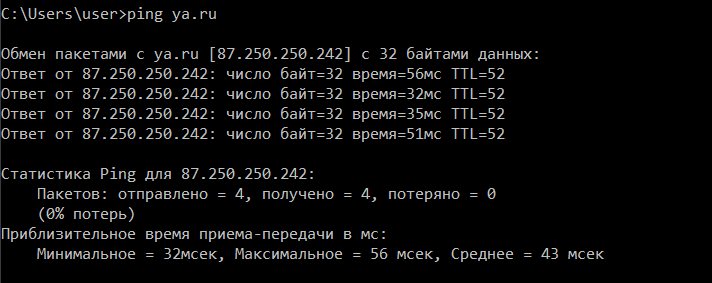 C:\Users\user>ping ya.ru
Обмен пакетами с ya.ru [87.250.250.242] с 32 байтами данных:
Ответ от 87.250.250.242: число байт=32 время=56мс TTL=52
Ответ от 87.250.250.242: число байт=32 время=32мс TTL=52
Ответ от 87.250.250.242: число байт=32 время=35мс TTL=52
Ответ от 87.250.250.242: число байт=32 время=51мс TTL=52
Статистика Ping для 87.250.250.242:
Пакетов: отправлено = 4, получено = 4, потеряно = 0
(0% потерь)
Приблизительное время приема-передачи в мс:
Минимальное = 32мсек, Максимальное = 56 мсек, Среднее = 43 мсек